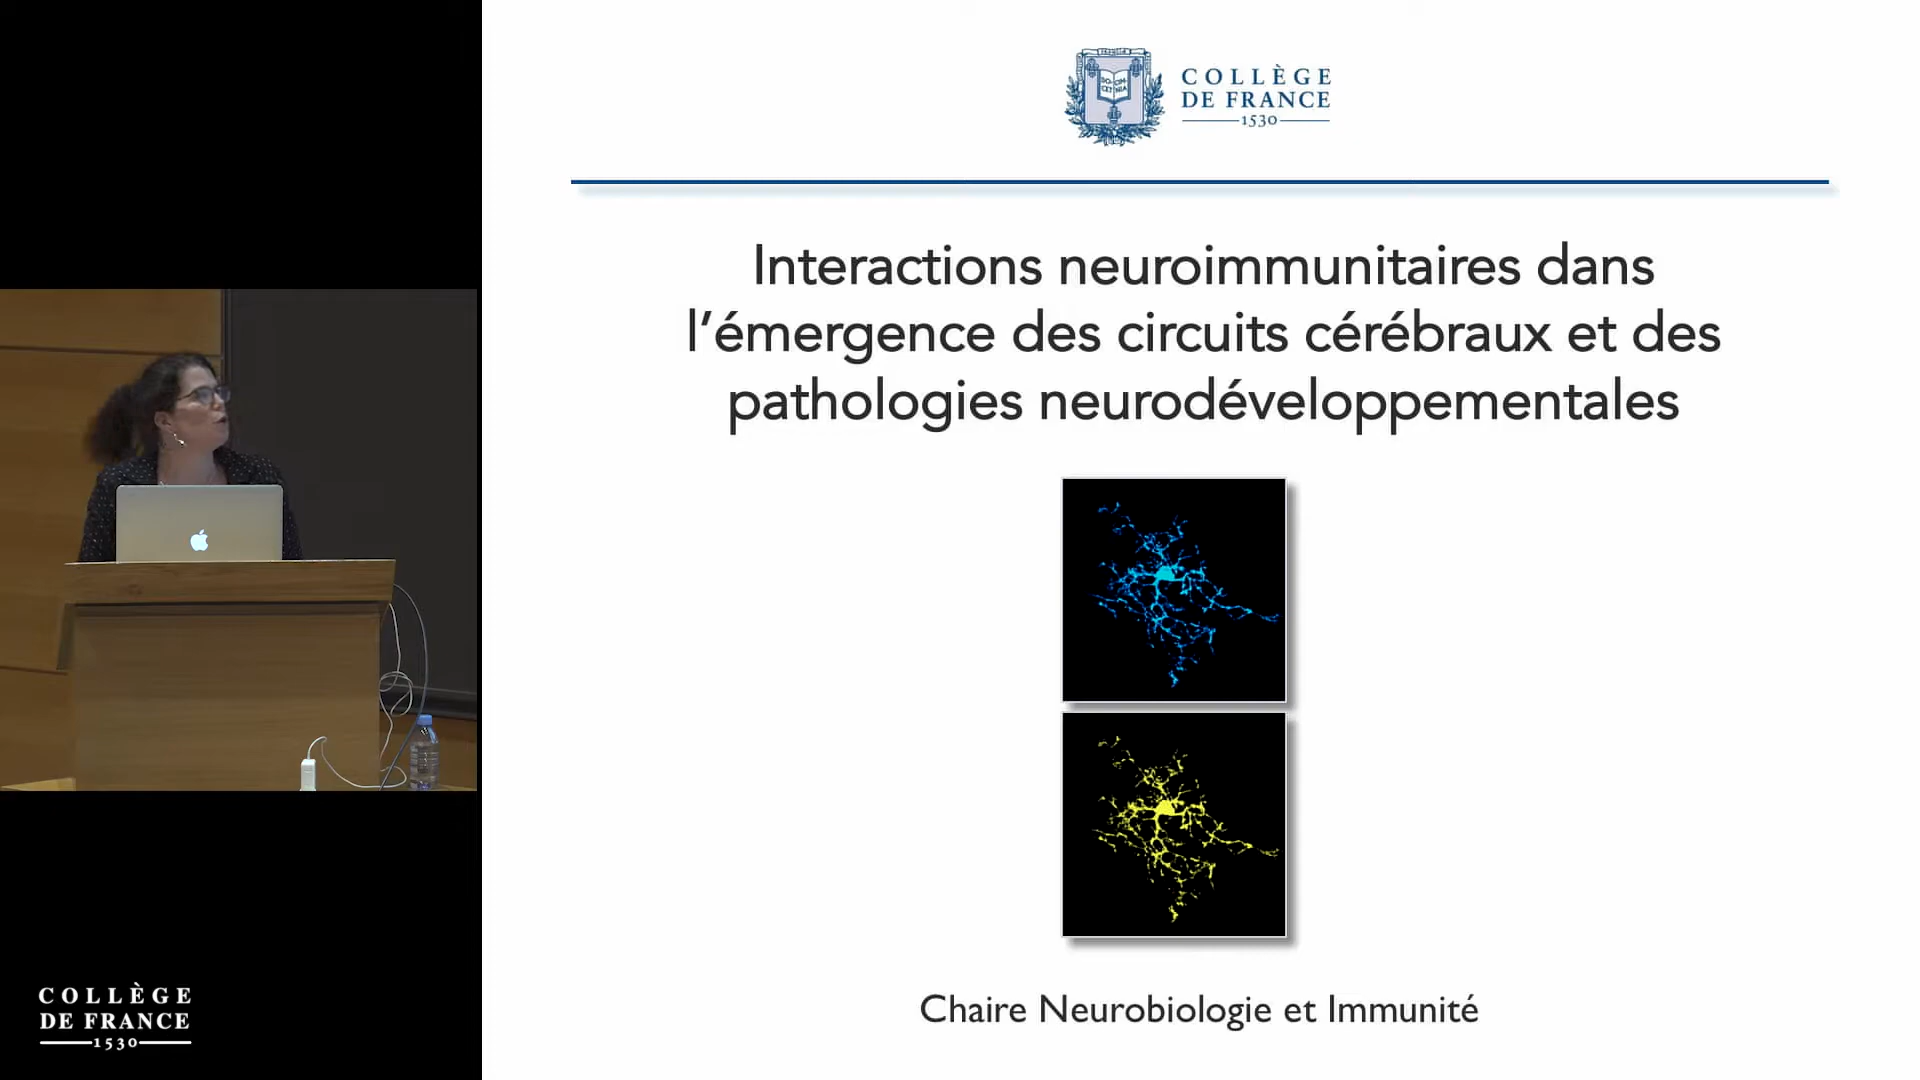 COLLÈGE
DE FRANCE
1530
Interactions neuroimmunitaires dans
l’émergence des circuits cérébraux et des
pathologies neurodéveloppementales
Chaire Neurobiologie et Immunité
COLLÈGE
DE FRANCE
1530